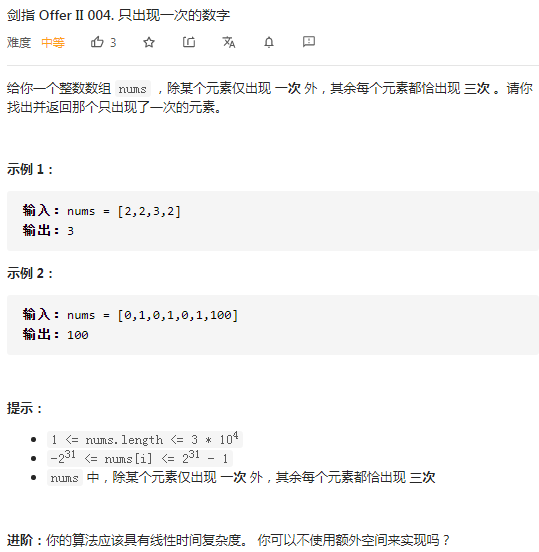 剑指 Offer II 004. 只出现一次的数字
难度 中等 3
给你一个整数数组 nums ，除某个元素仅出现 一次 外，其余每个元素都恰出现 三次 。请你
找出并返回那个只出现了一次的元素。
示例 1：
输入：nums = [2,2,3,2]
输出：3
示例 2：
输入：nums = [0,1,0,1,0,1,100]
输出：100
提示：
• 1 <= nums.length <= 3 * 10⁴
• -2³¹ <= nums[i] <= 2³¹ - 1
• nums 中，除某个元素仅出现 一次 外，其余每个元素都恰出现 三次
进阶：你的算法应该具有线性时间复杂度。 你可以不使用额外空间来实现吗？